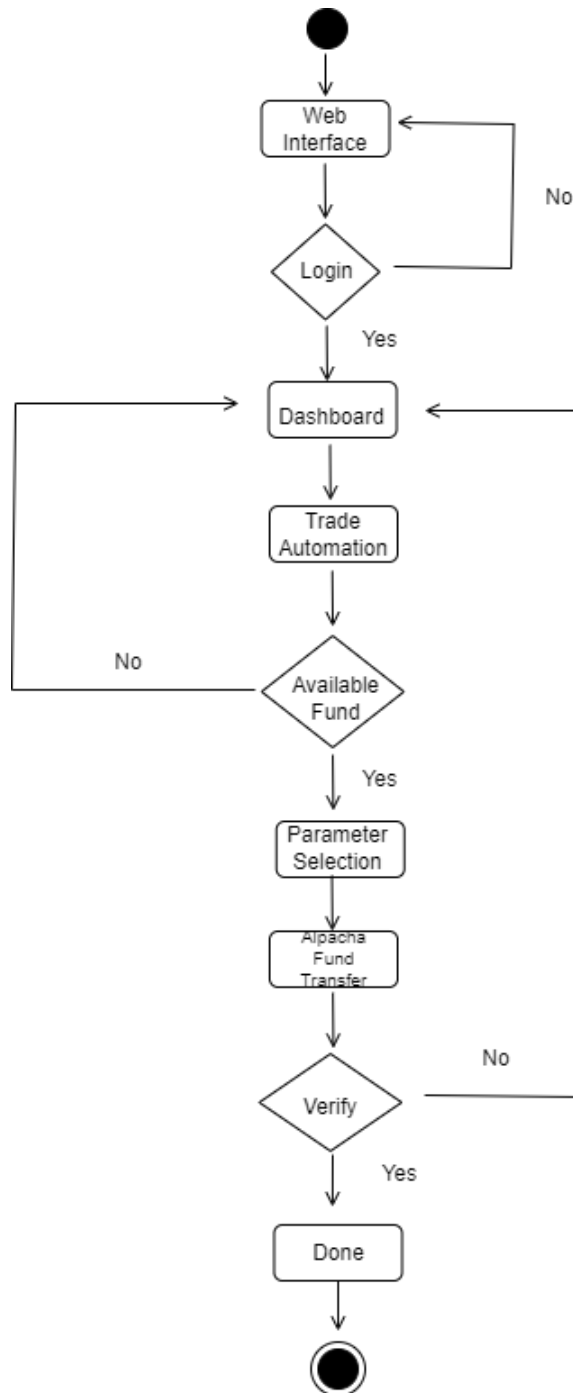 Web
Interface
No
Login
Yes
Dashboard
Trade
Automation
No
Available
Fund
Yes
Parameter
Selection
Alpacha
Fund
Transfer
No
Verify
Yes
Done